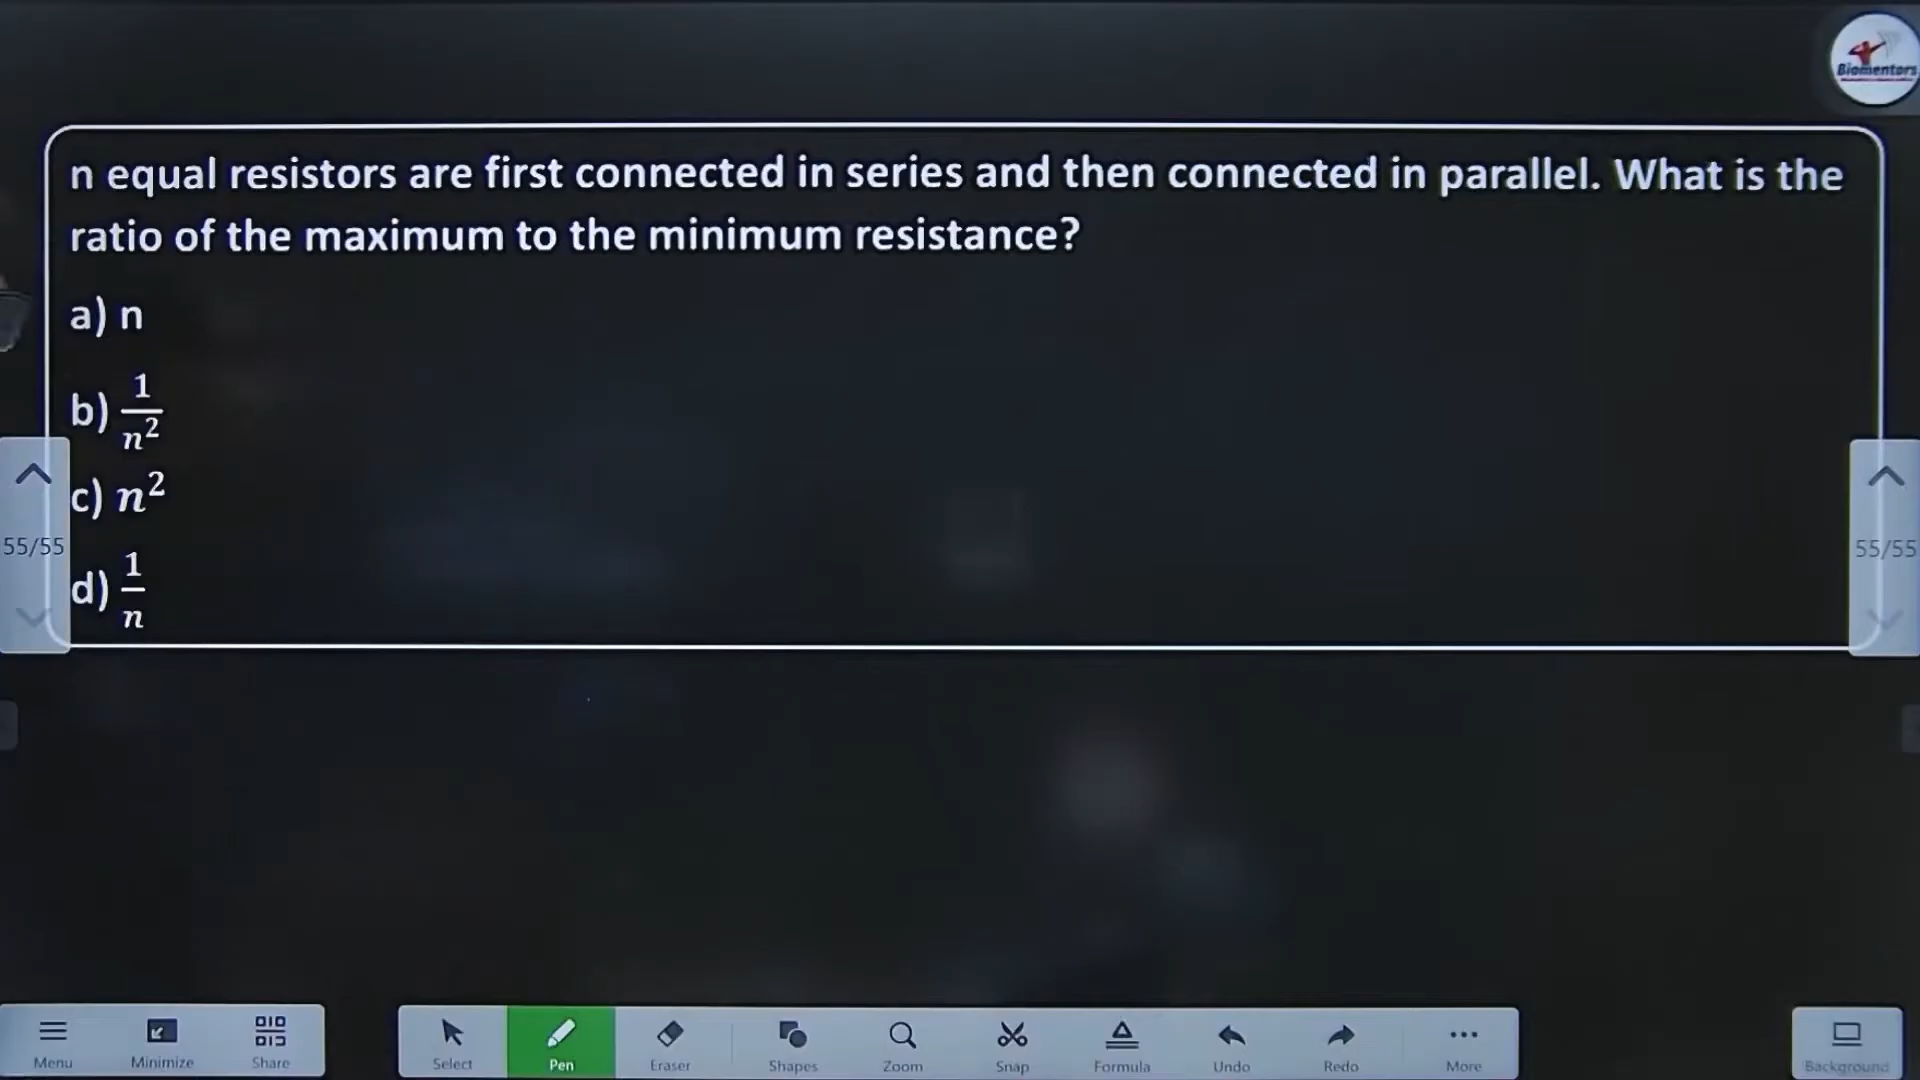 Biomentors
n equal resistors are first connected in series and then connected in parallel. What is the
ratio of the maximum to the minimum resistance?
a) n
b) 1/n²
c) n²
d) 1/n
55/55
55/55
Menu
Minimize
Share
Select
Pen
Eraser
Shapes
Zoom
Snap
Formula
Undo
Redo
More
Background